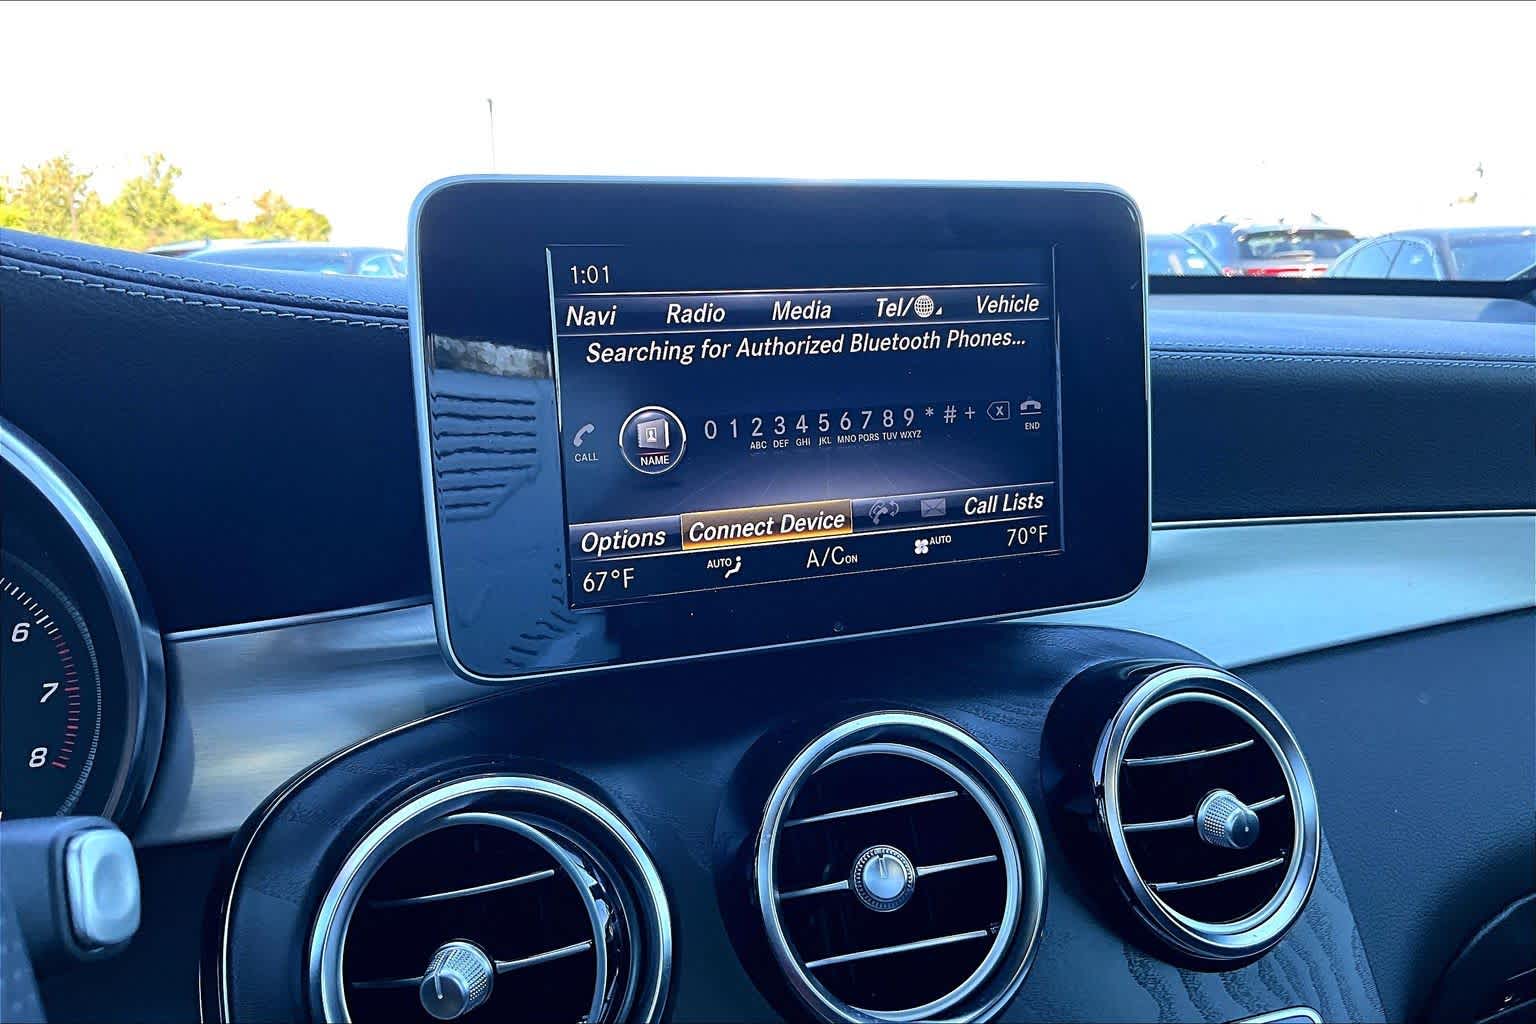 1:01
Navi Radio Media Tel/ Vehicle
Searching for Authorized Bluetooth Phones...
CALL NAME 0 1 2 3 4 5 6 7 8 9 * # + X END
ABC DEF GHI JKL MNO PQRS TUV WXYZ
Options Connect Device Call Lists
67°F AUTO A/C ON AUTO 70°F
6
7
8